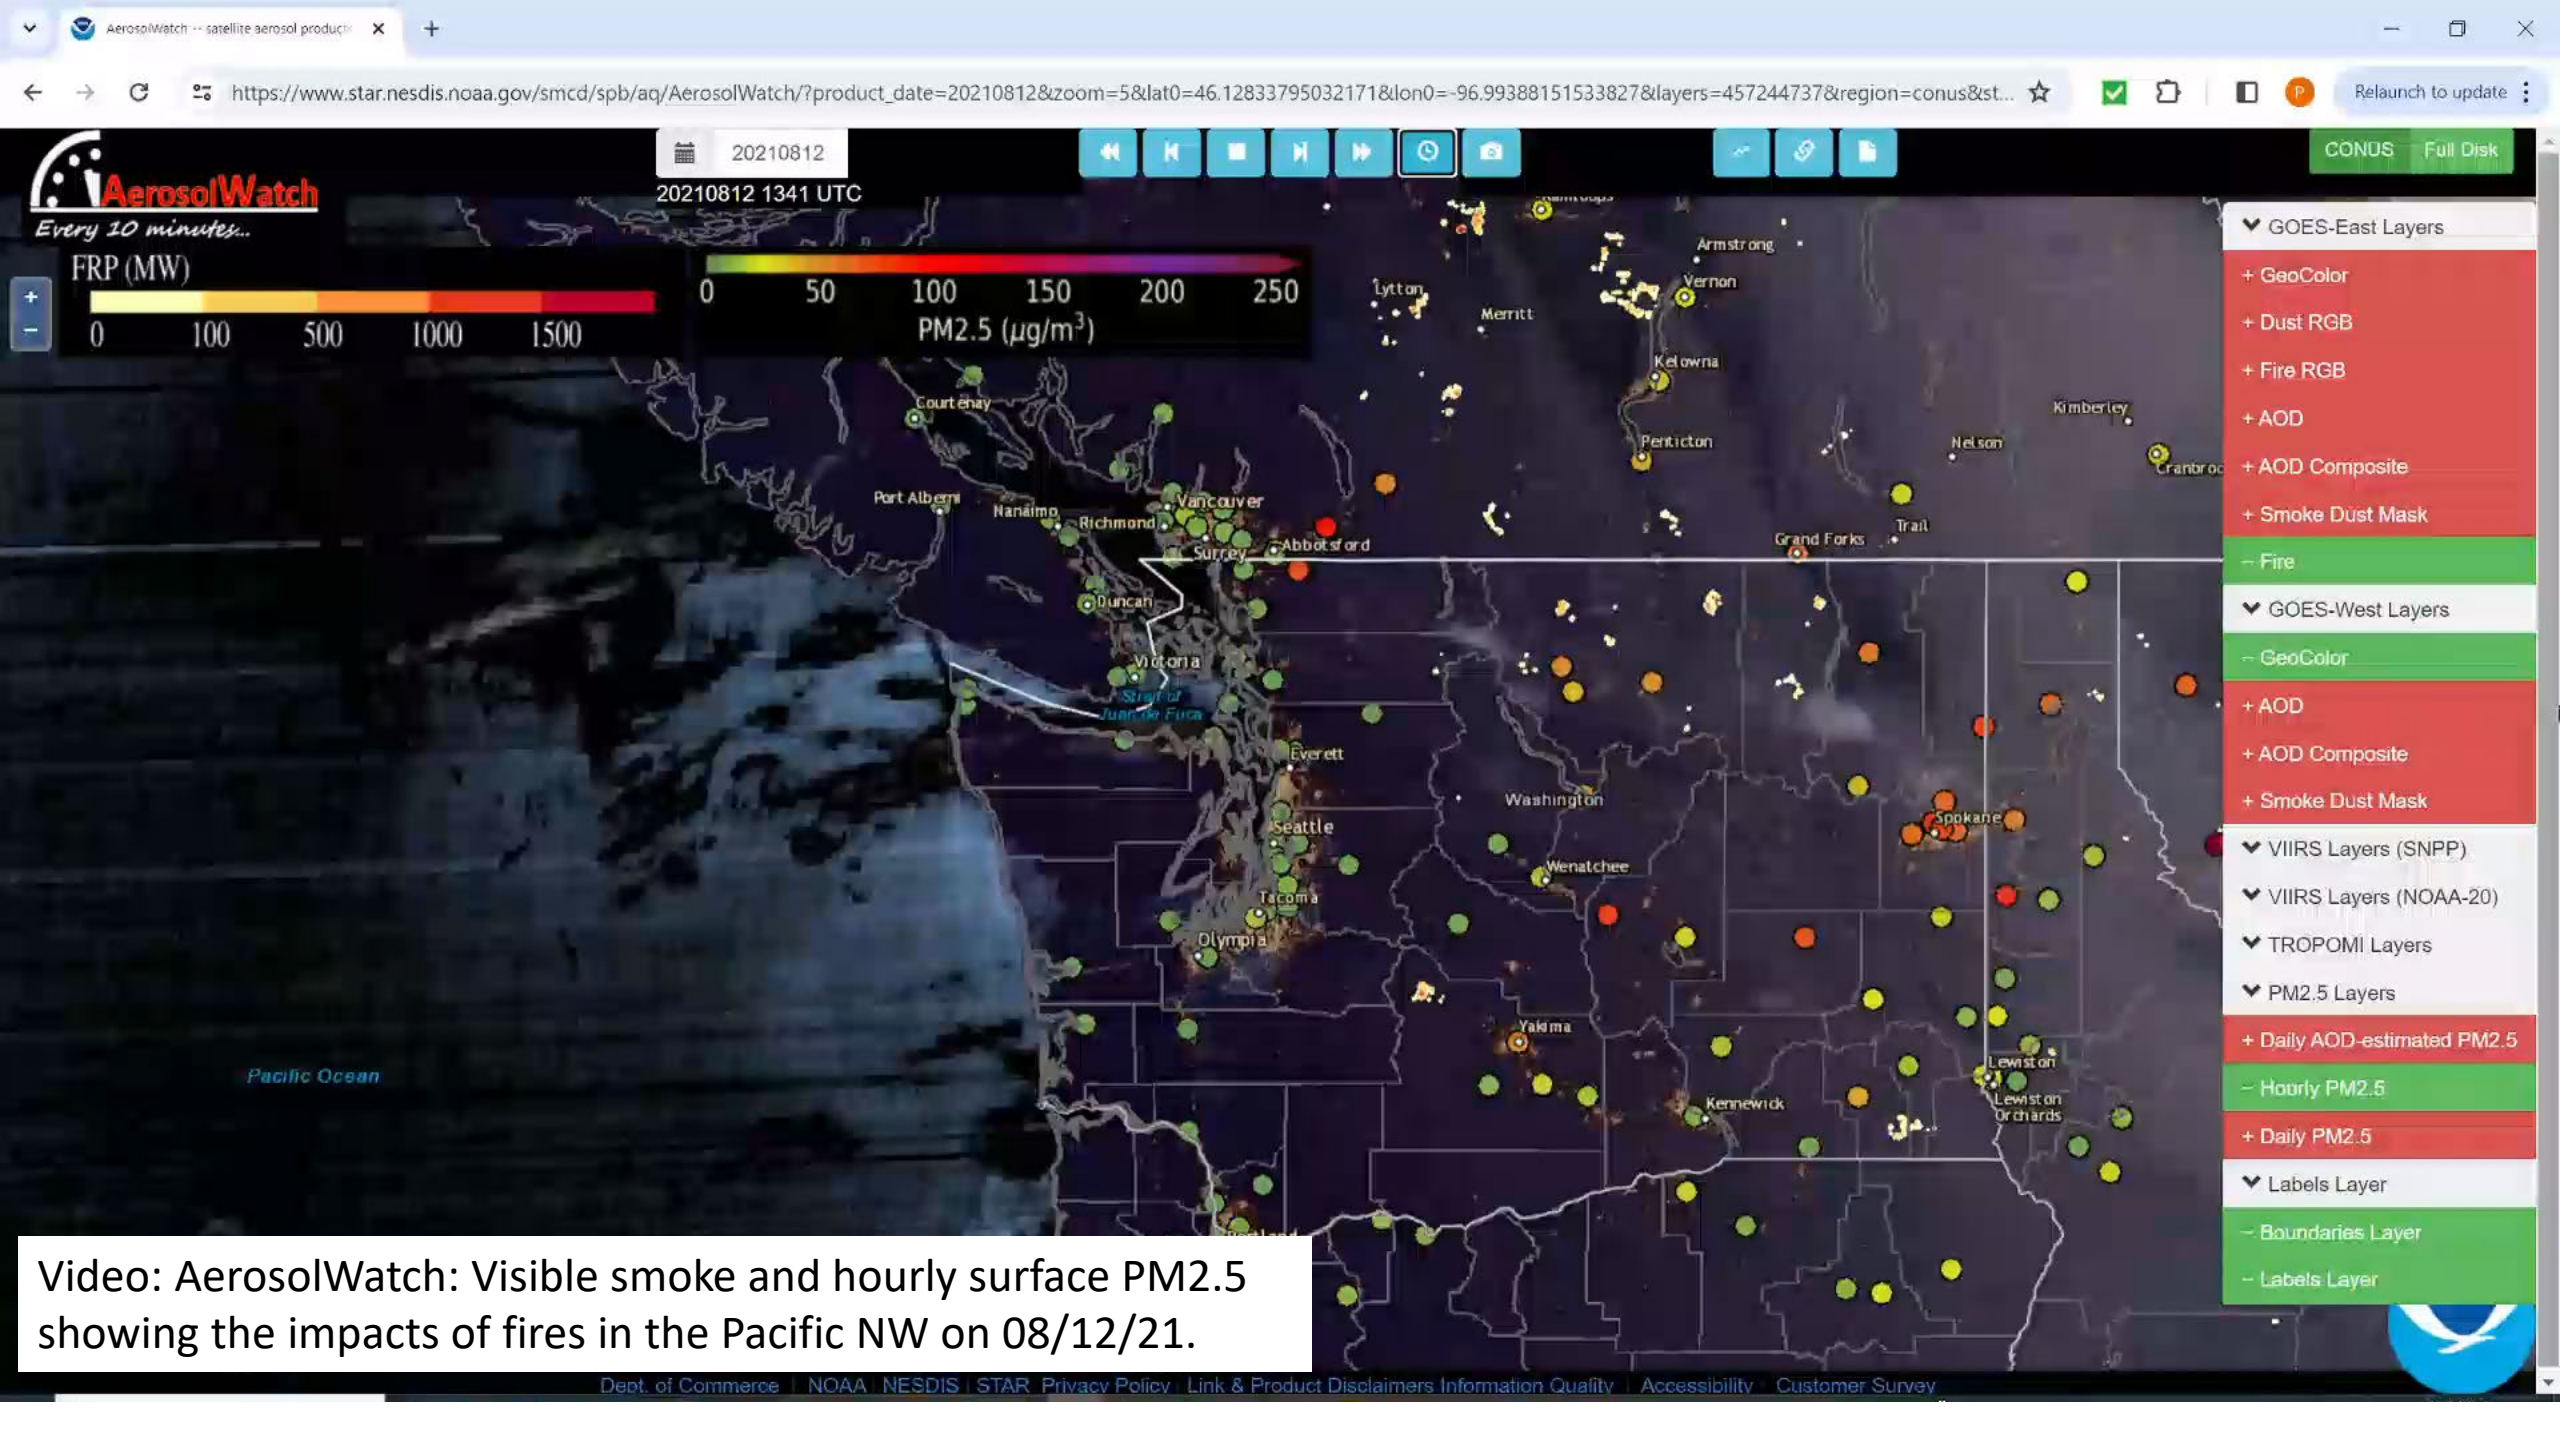 AerosolWatch -- satellite aerosol product
https://www.star.nesdis.noaa.gov/smcd/spb/aq/AerosolWatch/?product_date=20210812&zoom=5&lat0=46.12833795032171&lon0=-96.99388151533827&layers=457244737&region=conus&st...
P
Relaunch to update
AerosolWatch
Every 10 minutes...
20210812
20210812 1341 UTC
CONUS Full Disk
FRP (MW)
0 100 500 1000 1500
0 50 100 150 200 250
PM2.5 (µg/m³)
GOES-East Layers
+ GeoColor
+ Dust RGB
+ Fire RGB
+ AOD
+ AOD Composite
+ Smoke Dust Mask
– Fire
GOES-West Layers
– GeoColor
+ AOD
+ AOD Composite
+ Smoke Dust Mask
VIIRS Layers (SNPP)
VIIRS Layers (NOAA-20)
TROPOMI Layers
PM2.5 Layers
+ Daily AOD-estimated PM2.5
– Hourly PM2.5
+ Daily PM2.5
Labels Layer
– Boundaries Layer
– Labels Layer
Armstrong
Vernon
Lytton
Merritt
Kelowna
Courtenay
Kimberley
Penticton
Nelson
Cranbroo
Port Alberni
Nanaimo
Vancouver
Richmond
Trail
Grand Forks
Surrey
Abbotsford
Duncan
Victoria
Strait of
Juan de Fuca
Everett
Washington
Seattle
Spokane
Wenatchee
Tacoma
Olympia
Yakima
Pacific Ocean
Lewiston
Kennewick
Lewiston
Orchards
Video: AerosolWatch: Visible smoke and hourly surface PM2.5
showing the impacts of fires in the Pacific NW on 08/12/21.
Dept. of Commerce | NOAA | NESDIS | STAR Privacy Policy | Link & Product Disclaimers Information Quality | Accessibility Customer Survey